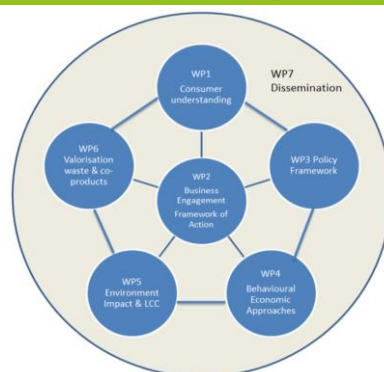 WP1
Consumer
understanding
WP7
Dissemination
WP6
Valorisation
waste & co-
products
WP2
Business
Engagement
Framework of
Action
WP3 Policy
Framework
WP5
Environment
Impact & LCC
WP4
Behavioural
Economic
Approaches